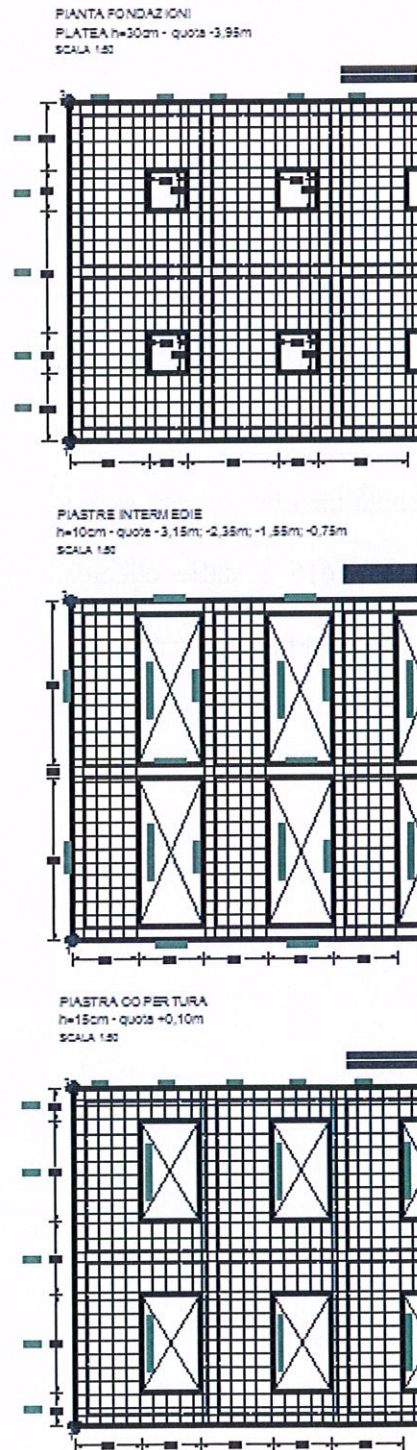 PIANTA FONDAZIONI
PLATEA h=30cm - quota -3,95m
SCALA 1:50
PIASTRE INTERMEDIE
h=10cm - quote -3,15m; -2,35m; -1,55m; -0,75m
SCALA 1:50
PIASTRA COPERTURA
h=15cm - quota +0,10m
SCALA 1:50